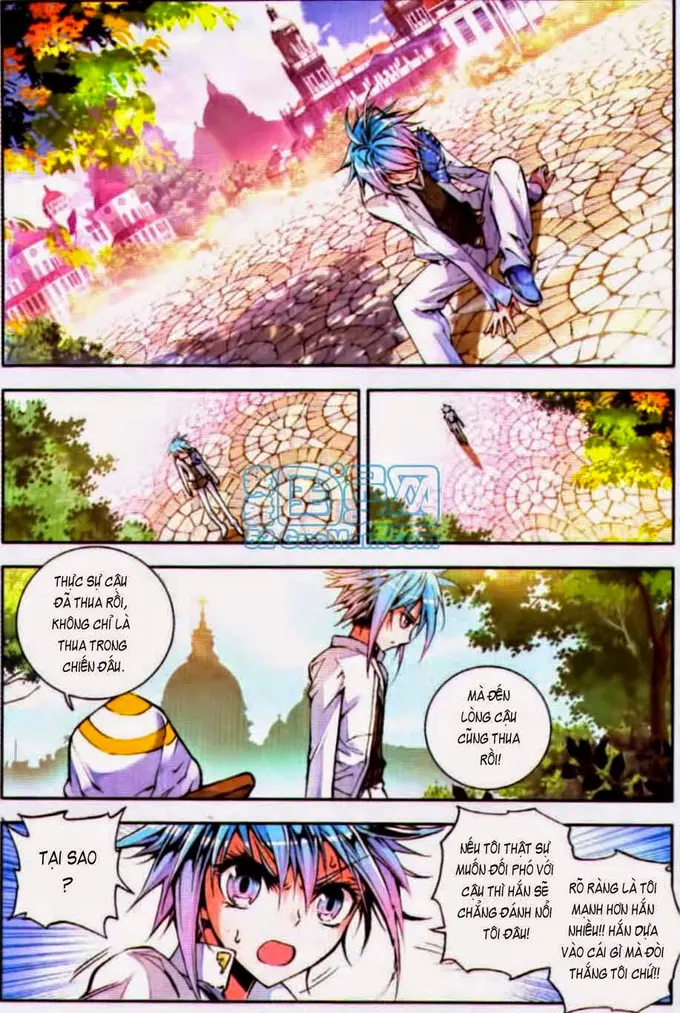 THỰC SỰ CẬU
ĐÃ THUA RỒI,
KHÔNG CHỈ LÀ
THUA TRONG
CHIẾN ĐẤU.
MÀ ĐẾN
LÒNG CẬU
CŨNG THUA
RỒI!
TẠI SAO
?
NẾU TÔI THẬT SỰ
MUỐN ĐỐI PHÓ VỚI
CẬU THÌ HẮN SẼ
CHẲNG ĐÁNH NỔI
TÔI ĐÂU!
RÕ RÀNG LÀ TÔI
MẠNH HƠN HẮN
NHIỀU!! HẮN DỰA
VÀO CÁI GÌ MÀ ĐÒI
THẮNG TÔI CHỨ!!